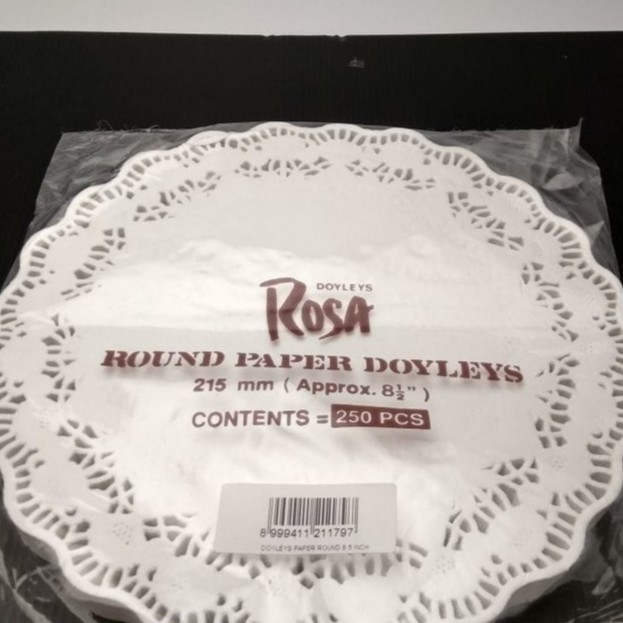 DOYLEYS
ROSA
ROUND PAPER DOYLEYS
215 mm ( Approx. 8½" )
CONTENTS = 250 PCS
8 999411 211797
DOYLEYS PAPER ROUND 8.5 INCH